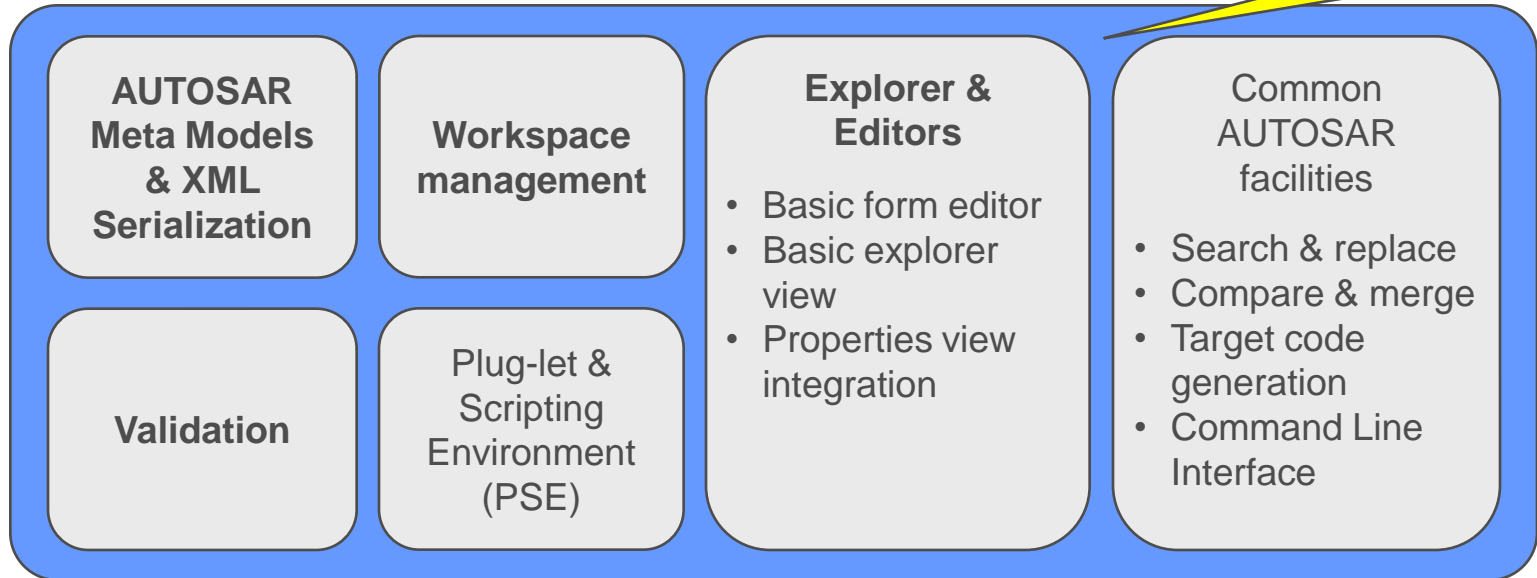 AUTOSAR
Meta Models
& XML
Serialization
Workspace
management
Explorer &
Editors
• Basic form editor
• Basic explorer
view
• Properties view
integration
Common
AUTOSAR
facilities
• Search & replace
• Compare & merge
• Target code
generation
• Command Line
Interface
Validation
Plug-let &
Scripting
Environment
(PSE)